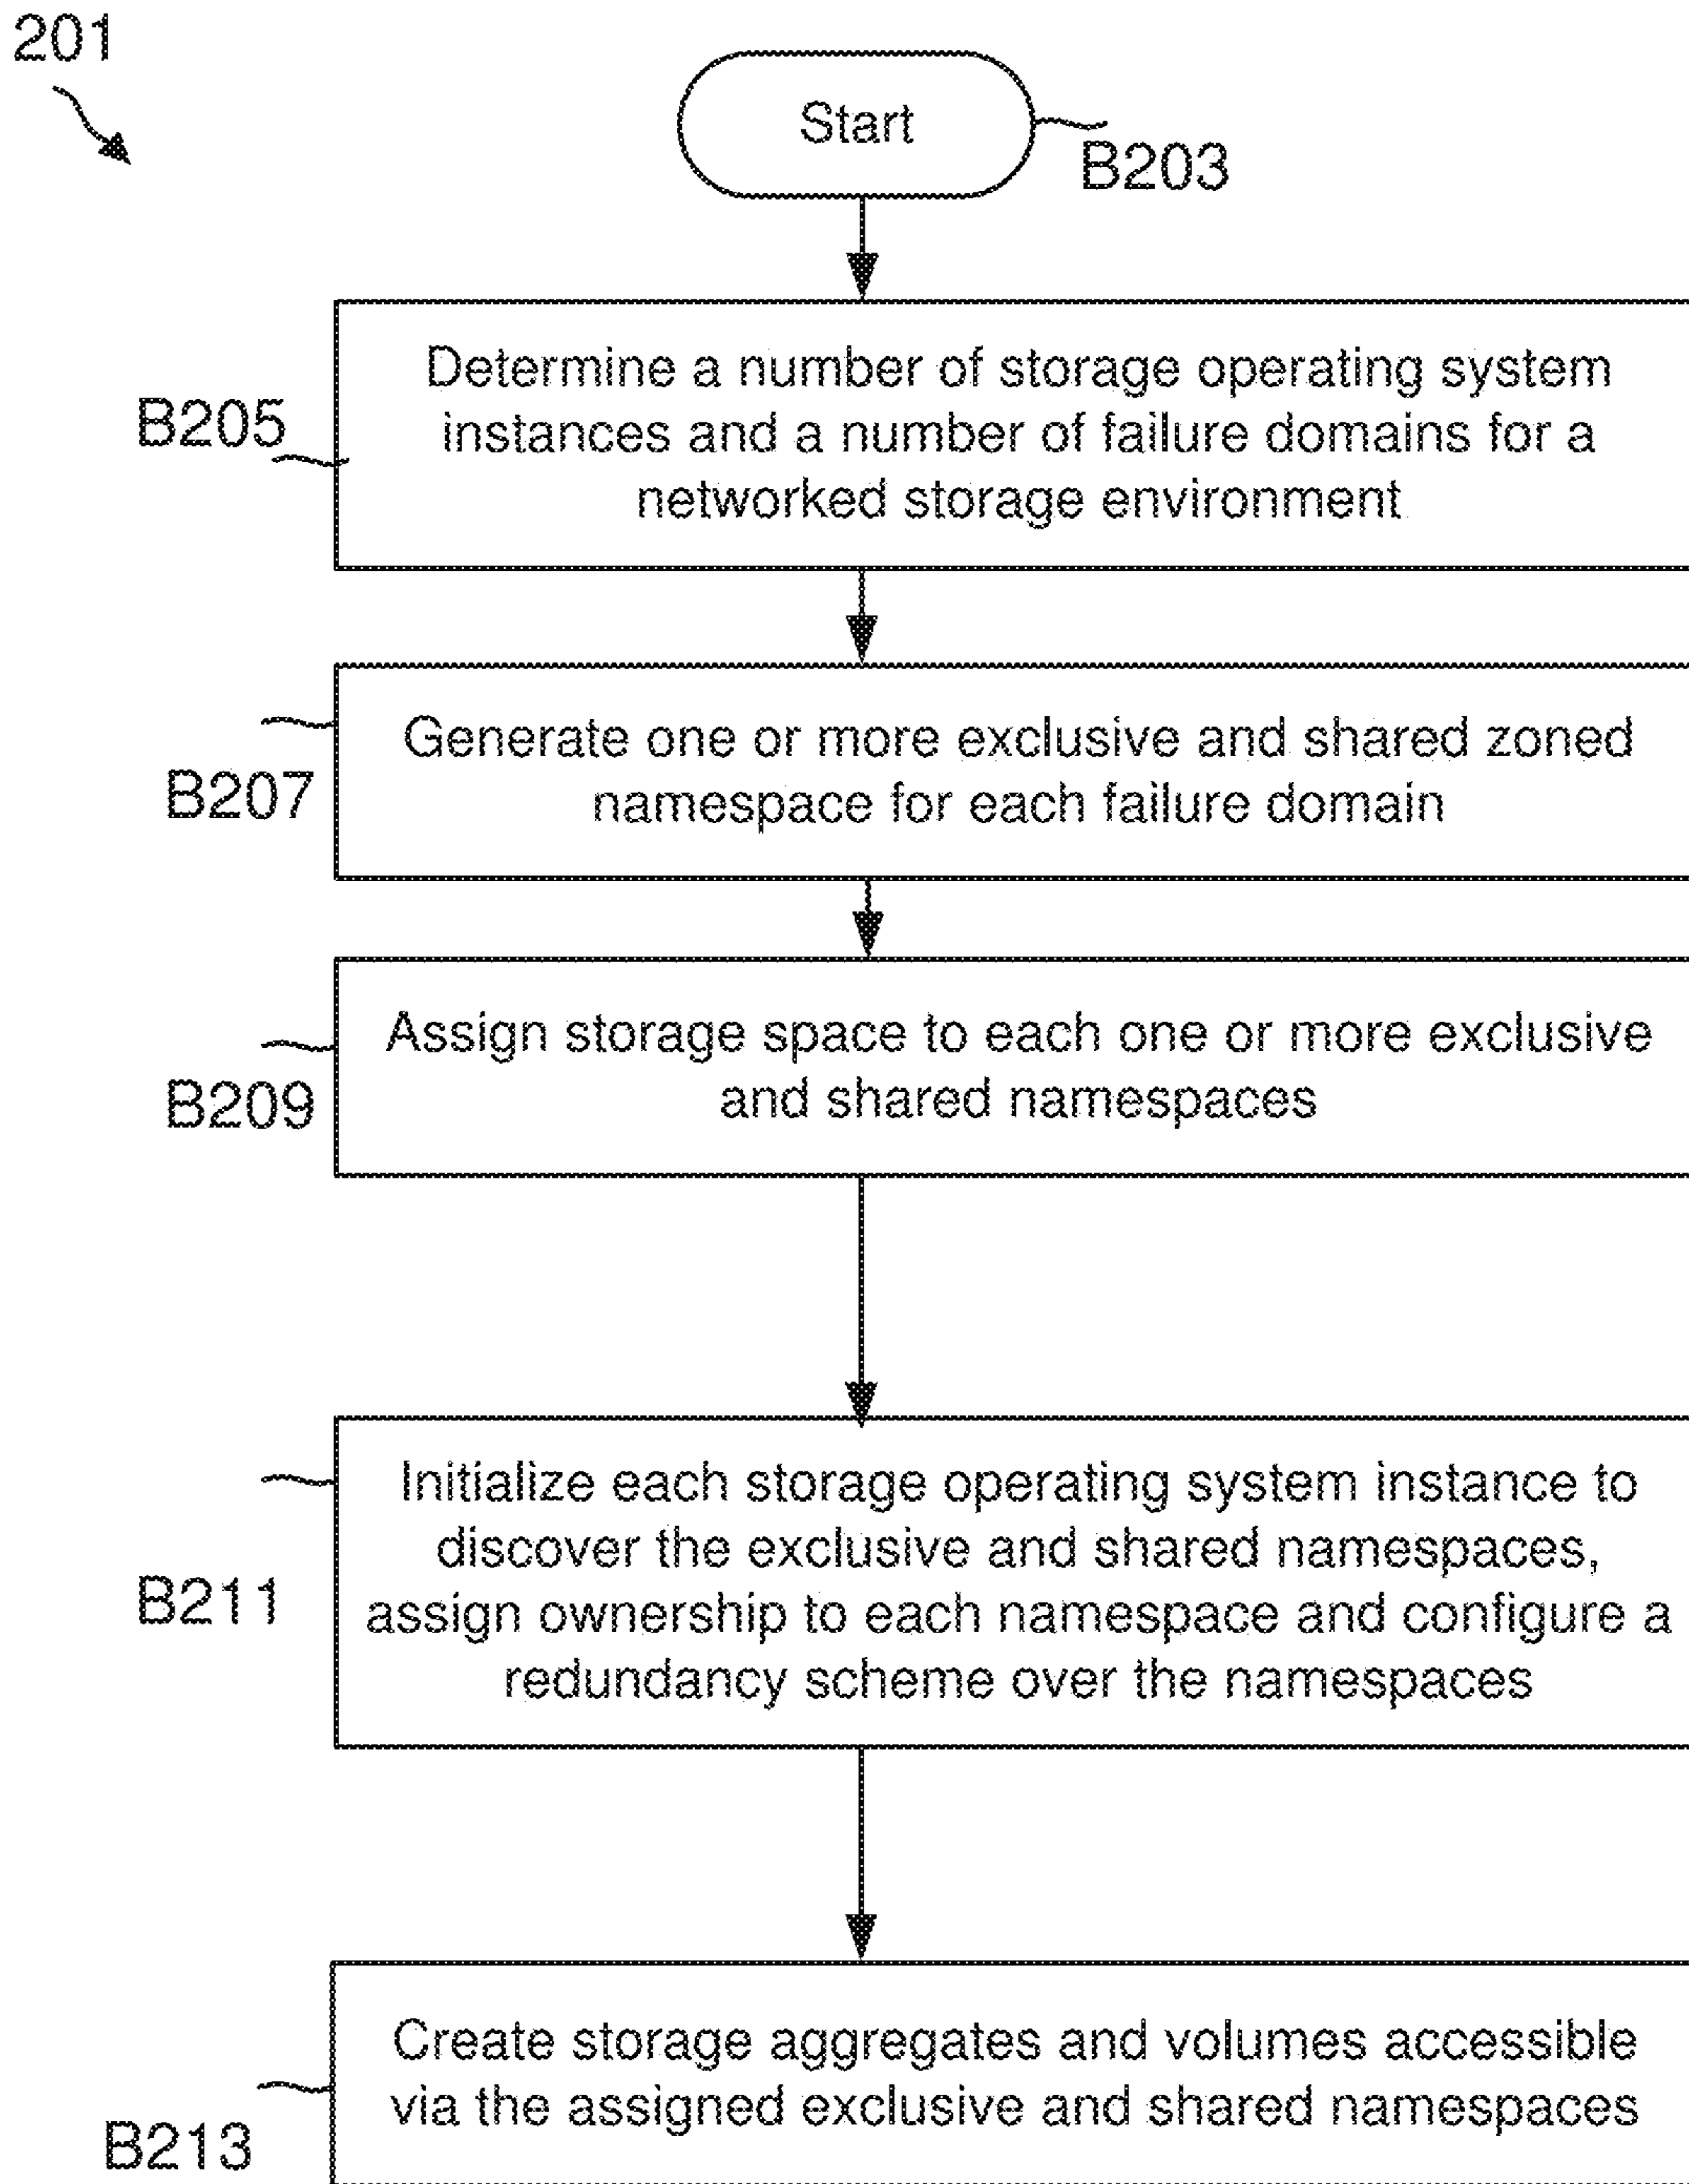 201
Start
B203
Determine a number of storage operating system
instances and a number of failure domains for a
networked storage environment
B205
Generate one or more exclusive and shared zoned
namespace for each failure domain
B207
Assign storage space to each one or more exclusive
and shared namespaces
B209
Initialize each storage operating system instance to
discover the exclusive and shared namespaces,
assign ownership to each namespace and configure a
redundancy scheme over the namespaces
B211
Create storage aggregates and volumes accessible
via the assigned exclusive and shared namespaces
B213